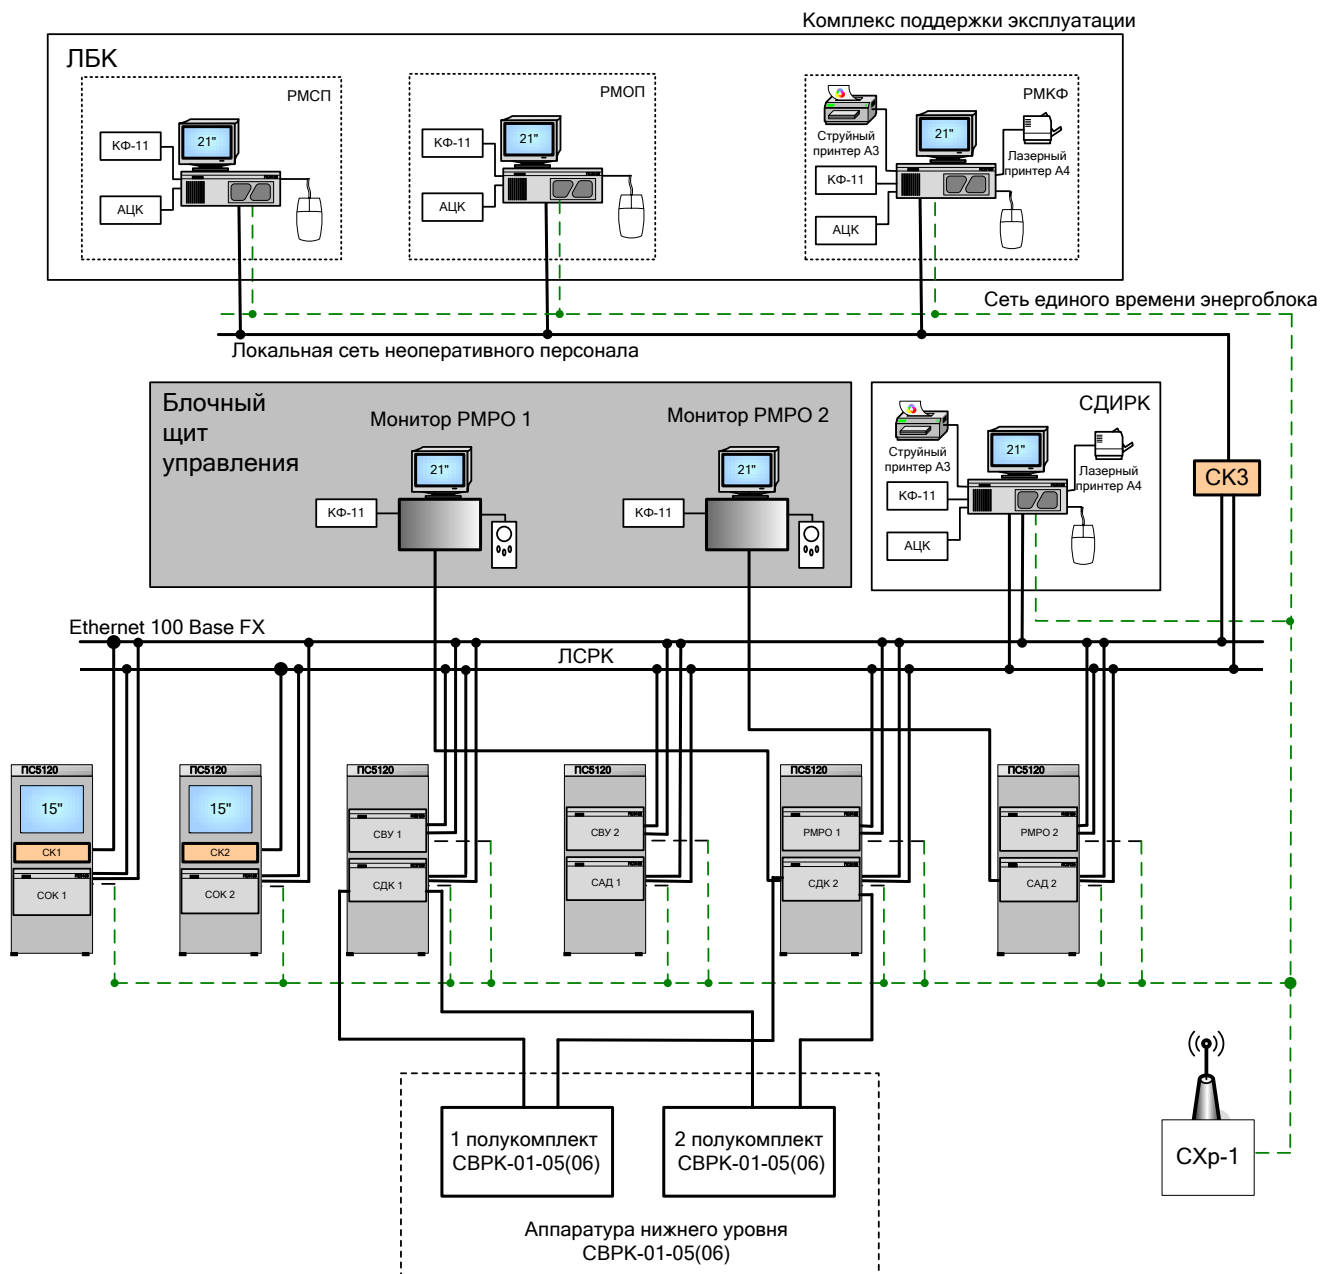 Комплекс поддержки эксплуатации
ЛБК
РМСП
КФ-11
АЦК
21"
РМОП
КФ-11
АЦК
21"
РМКФ
Струйный
принтер А3
КФ-11
АЦК
21"
Лазерный
принтер А4
Сеть единого времени энергоблока
Локальная сеть неоперативного персонала
Блочный
щит
управления
Монитор РМРО 1
21"
КФ-11
Монитор РМРО 2
21"
КФ-11
СДИРК
Струйный
принтер А3
КФ-11
АЦК
21"
Лазерный
принтер А4
СК3
Ethernet 100 Base FX
ЛСРК
ПС5120
15"
СК1
СОК 1
ПС5120
15"
СК2
СОК 2
ПС5120
СВУ 1
СДК 1
ПС5120
СВУ 2
САД 1
ПС5120
РМРО 1
СДК 2
ПС5120
РМРО 2
САД 2
1 полукомплект
СВРК-01-05(06)
2 полукомплект
СВРК-01-05(06)
Аппаратура нижнего уровня
СВРК-01-05(06)
СХр-1